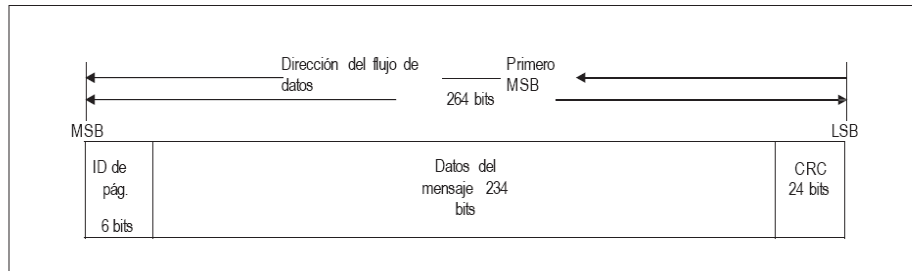 Dirección del flujo de
datos
Primero
MSB
264 bits
MSB
LSB
ID de
pág.
6 bits
Datos del
mensaje 234
bits
CRC
24 bits